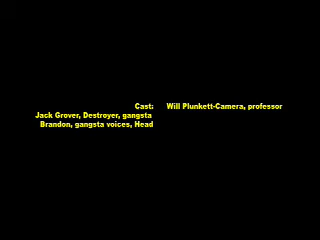 Cast: Will Plunkett-Camera, professor
Jack Grover, Destroyer, gangsta
Brandon, gangsta voices, Head